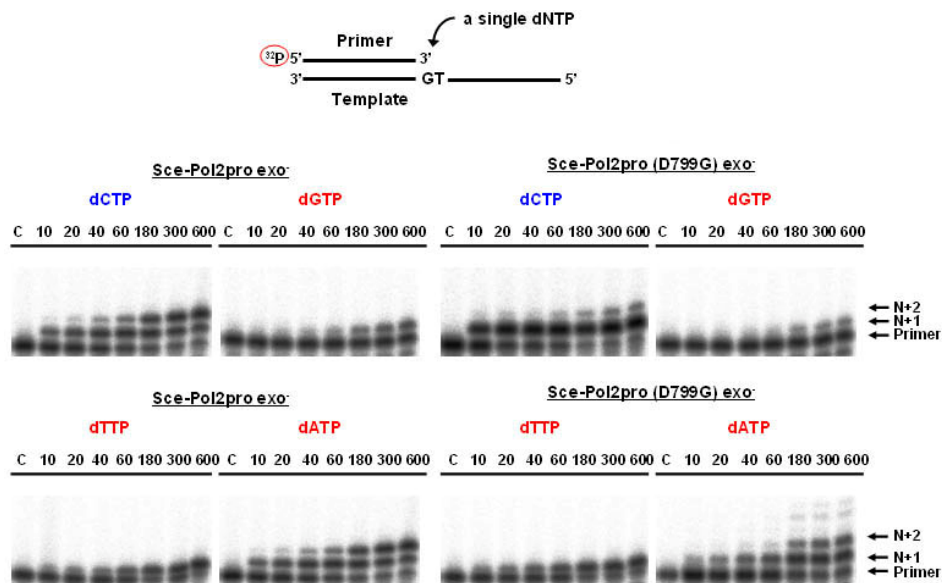 a single dNTP
Primer
32P 5’ 3’
3’ GT 5’
Template
Sce-Pol2pro exo- Sce-Pol2pro (D799G) exo-
dCTP dGTP dCTP dGTP
C 10 20 40 60 180 300 600 C 10 20 40 60 180 300 600 C 10 20 40 60 180 300 600 C 10 20 40 60 180 300 600
N+2
N+1
Primer
Sce-Pol2pro exo- Sce-Pol2pro (D799G) exo-
dTTP dATP dTTP dATP
C 10 20 40 60 180 300 600 C 10 20 40 60 180 300 600 C 10 20 40 60 180 300 600 C 10 20 40 60 180 300 600
N+2
N+1
Primer